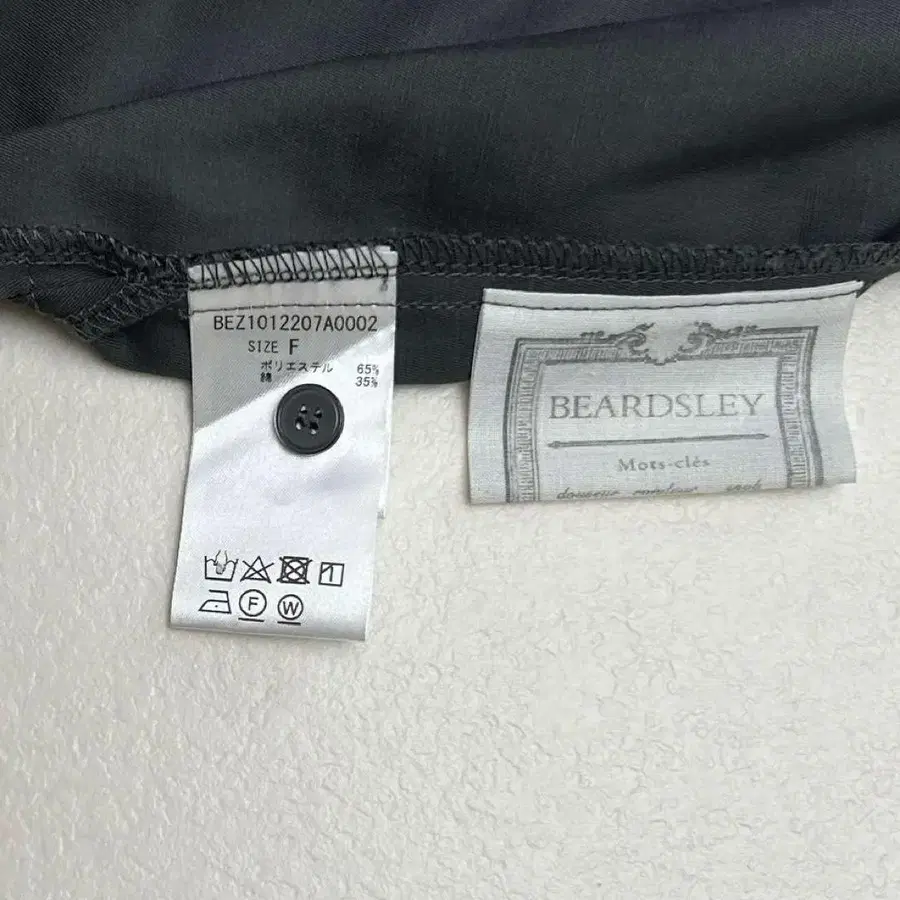 BEZ1012207A0002
SIZE F
ポリエステル 65%
綿 35%
F
W
BEARDSLEY
Mots-clés